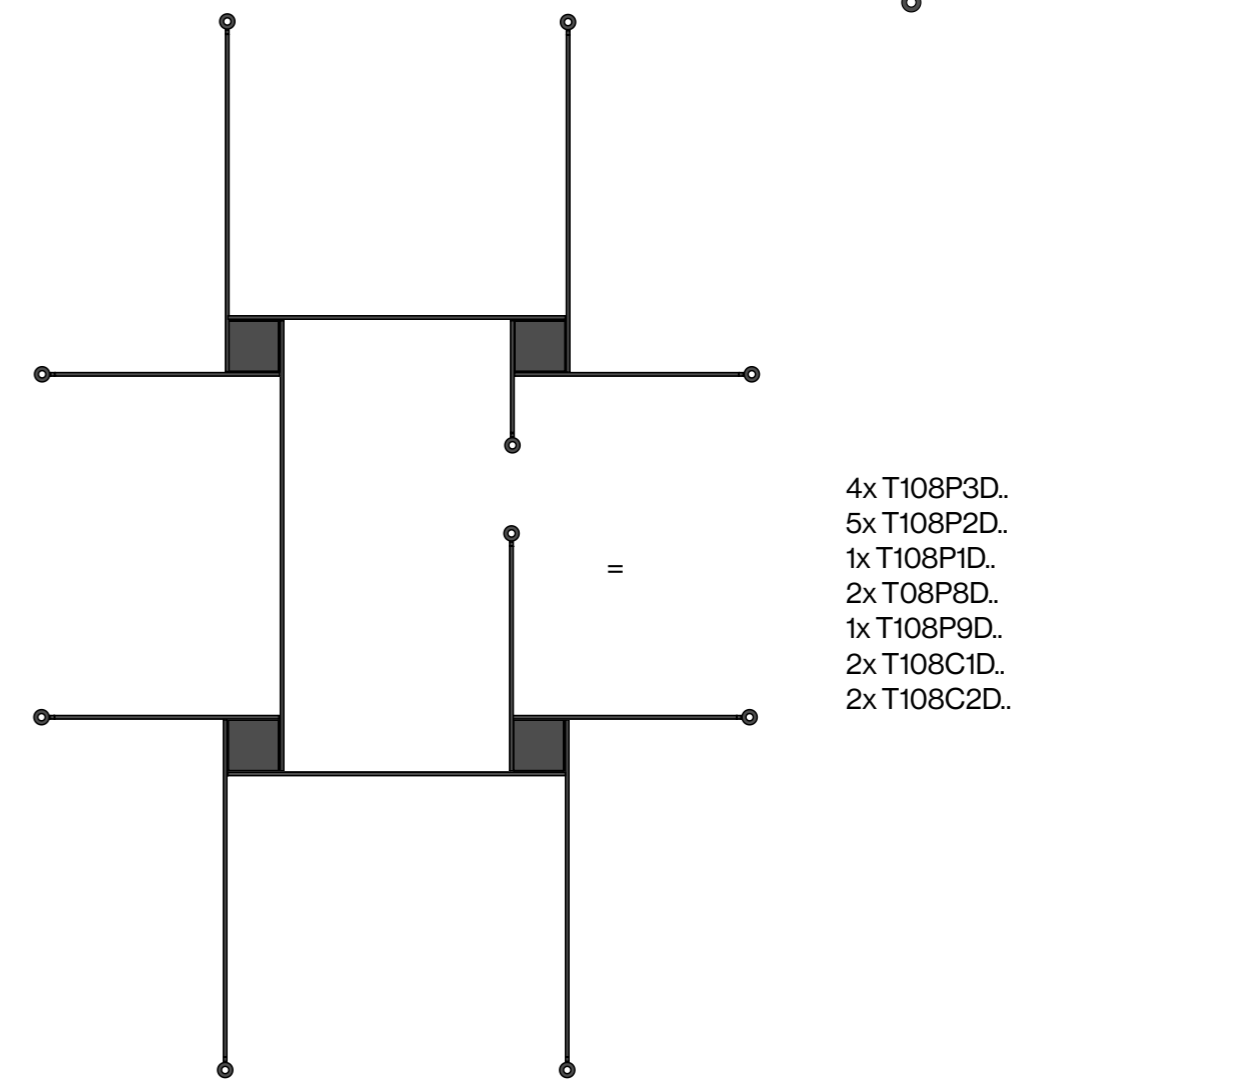 =
4x T108P3D..
5x T108P2D..
1x T108P1D..
2x T08P8D..
1x T108P9D..
2x T108C1D..
2x T108C2D..